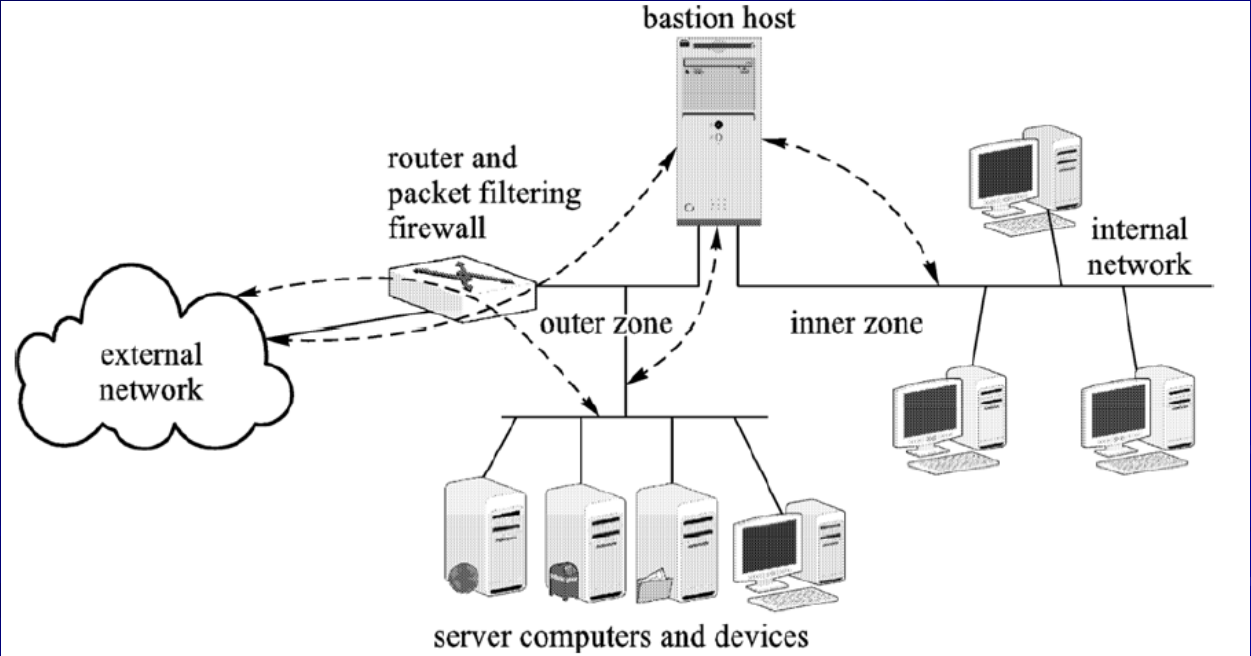 bastion host
router and
packet filtering
firewall
internal
network
outer zone
inner zone
external
network
server computers and devices